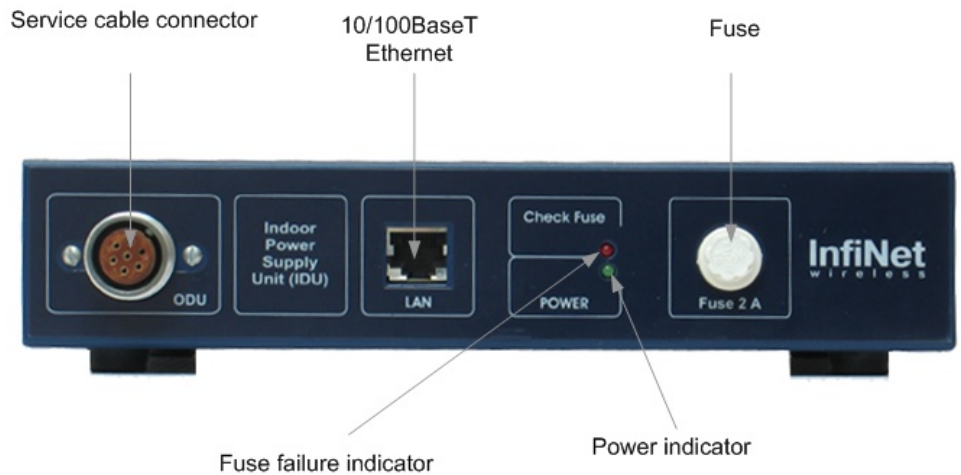 Service cable connector
10/100BaseT
Ethernet
Fuse
Indoor
Power
Supply
Unit (IDU)
ODU
LAN
Check Fuse
POWER
Fuse 2 A
InfiNet
wireless
Fuse failure indicator
Power indicator